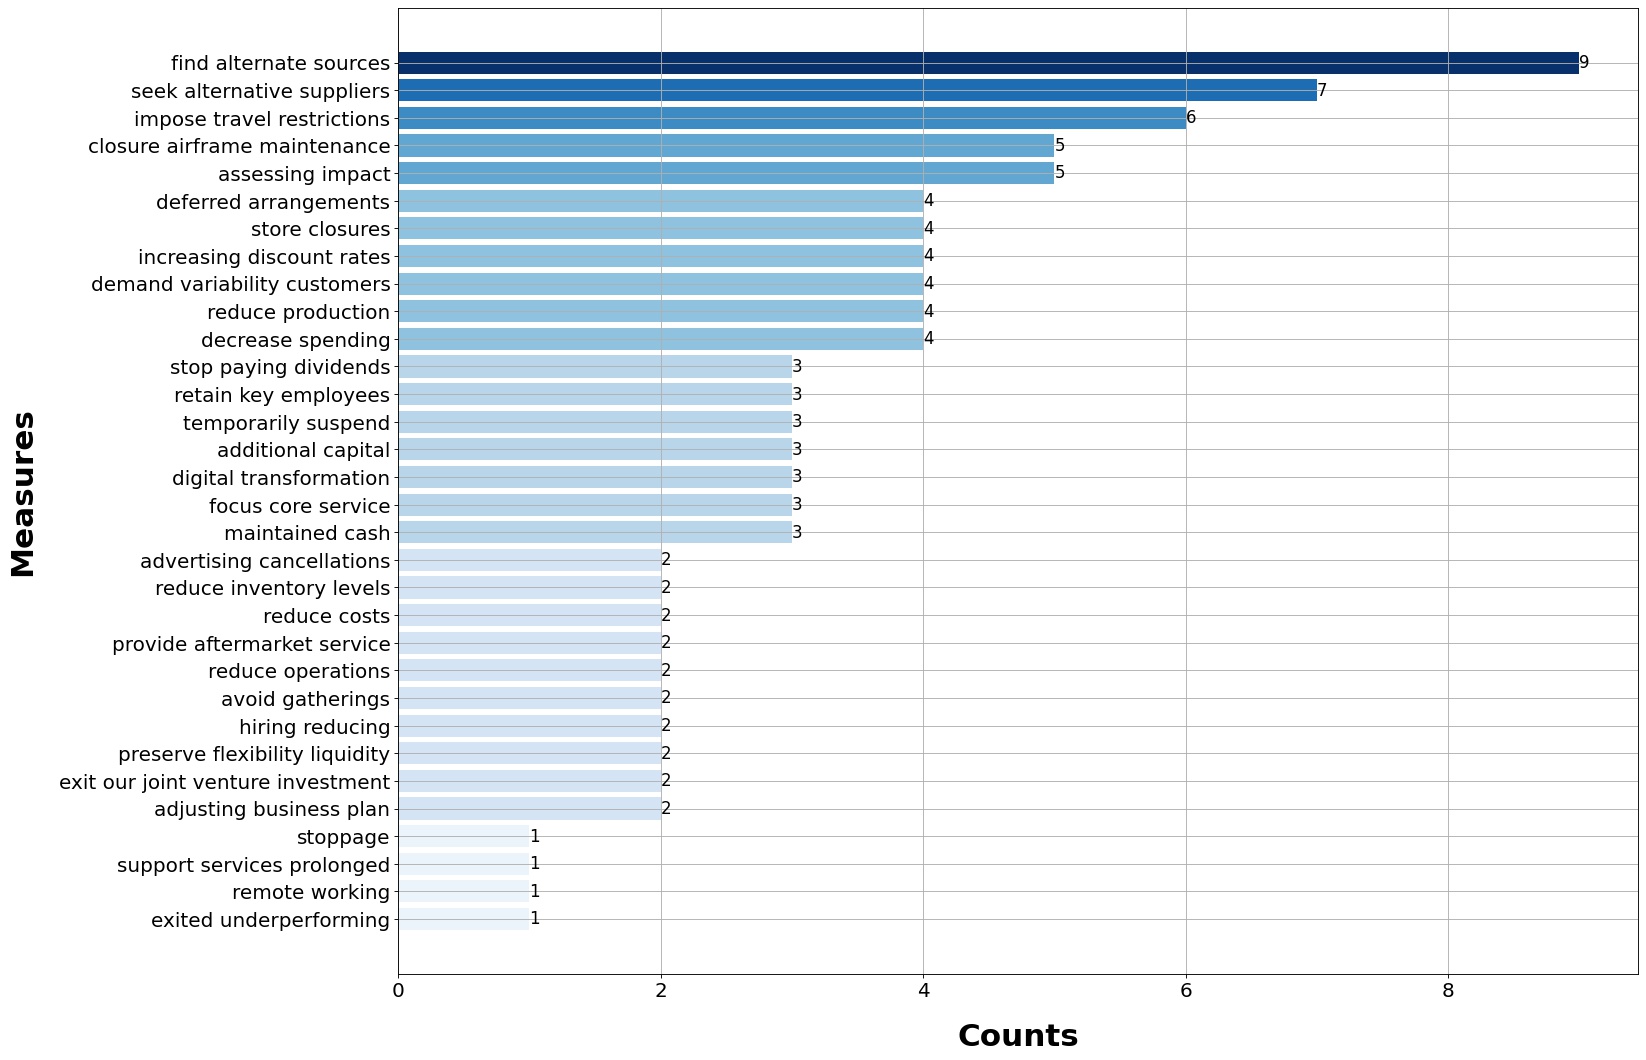 find alternate sources 9
seek alternative suppliers 7
impose travel restrictions 6
closure airframe maintenance 5
assessing impact 5
deferred arrangements 4
store closures 4
increasing discount rates 4
demand variability customers 4
reduce production 4
decrease spending 4
stop paying dividends 3
retain key employees 3
temporarily suspend 3
additional capital 3
digital transformation 3
focus core service 3
maintained cash 3
advertising cancellations 2
reduce inventory levels 2
reduce costs 2
provide aftermarket service 2
reduce operations 2
avoid gatherings 2
hiring reducing 2
preserve flexibility liquidity 2
exit our joint venture investment 2
adjusting business plan 2
stoppage 1
support services prolonged 1
remote working 1
exited underperforming 1
Measures
0 2 4 6 8
Counts